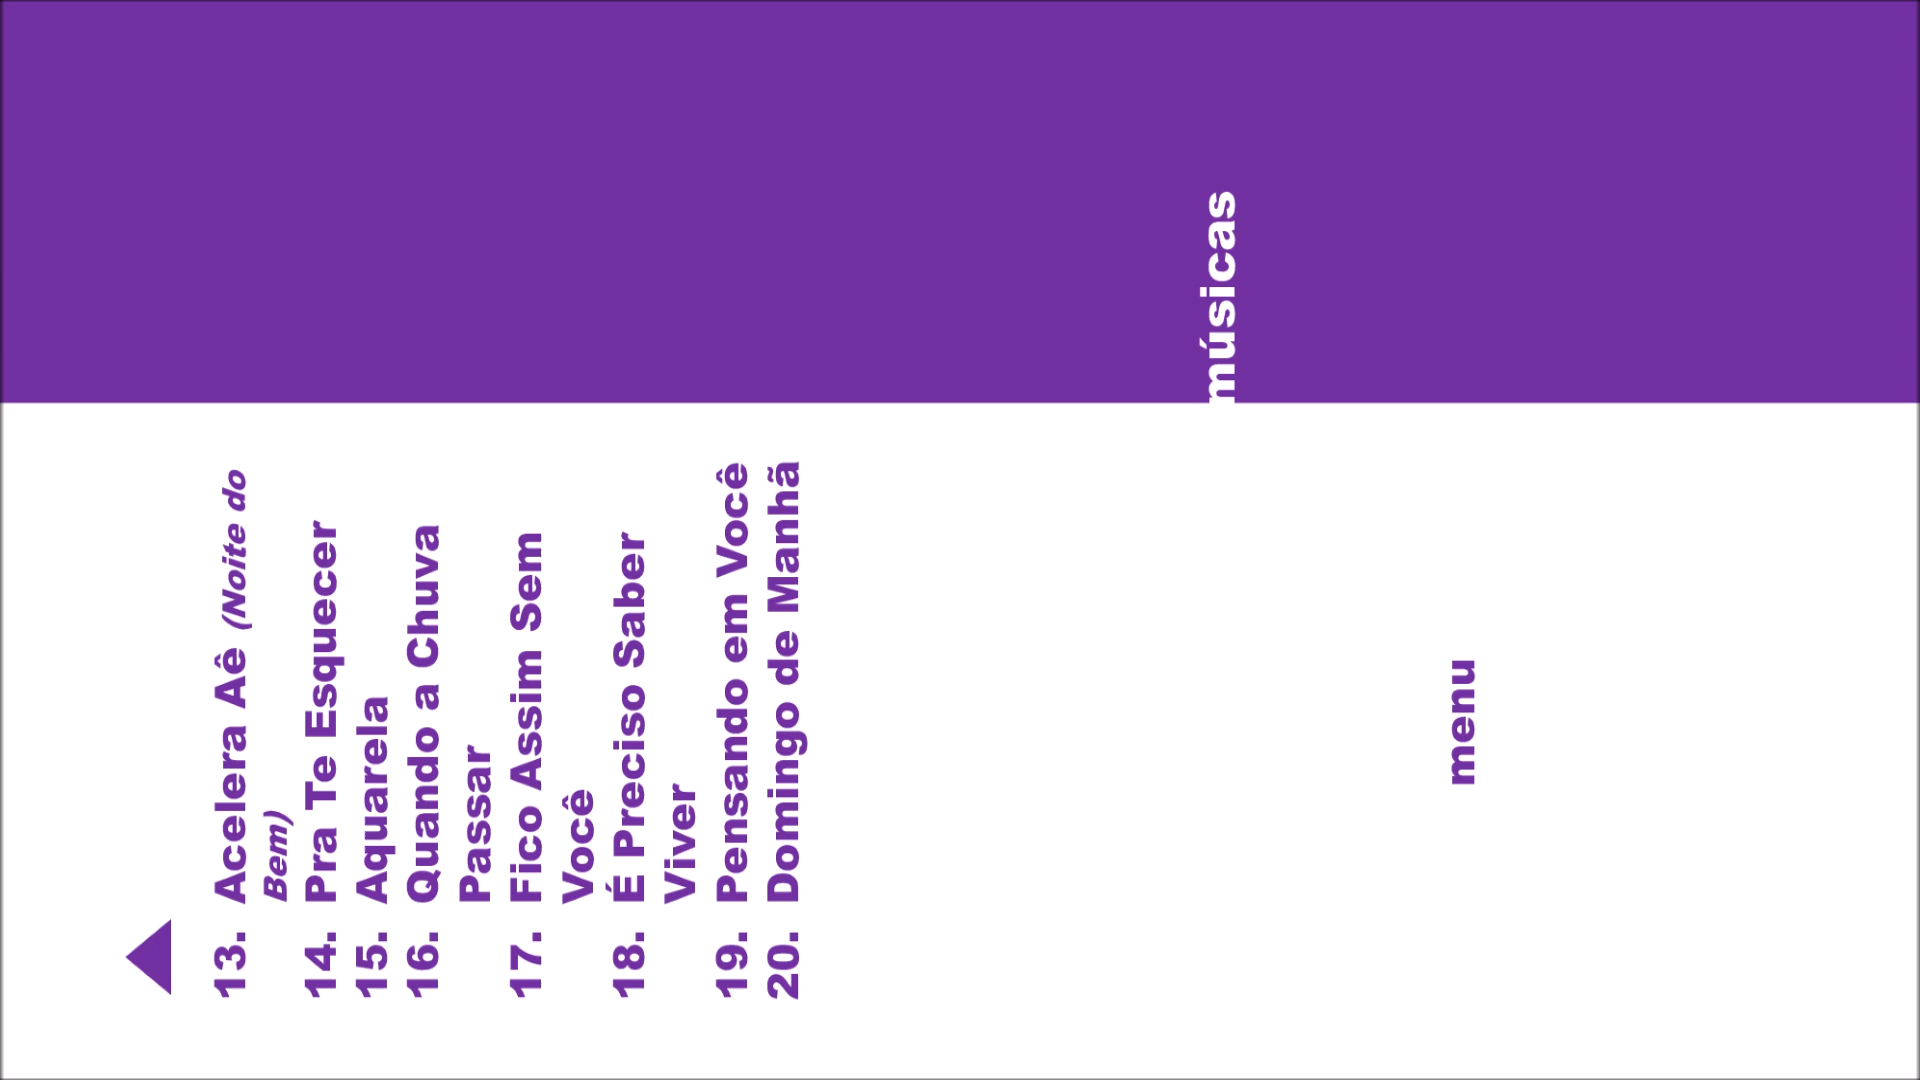 13. Acelera Aê (Noite do
Bem)
14. Pra Te Esquecer
15. Aquarela
16. Quando a Chuva
Passar
17. Fico Assim Sem
Você
18. É Preciso Saber
Viver
19. Pensando em Você
20. Domingo de Manhã
músicas
menu